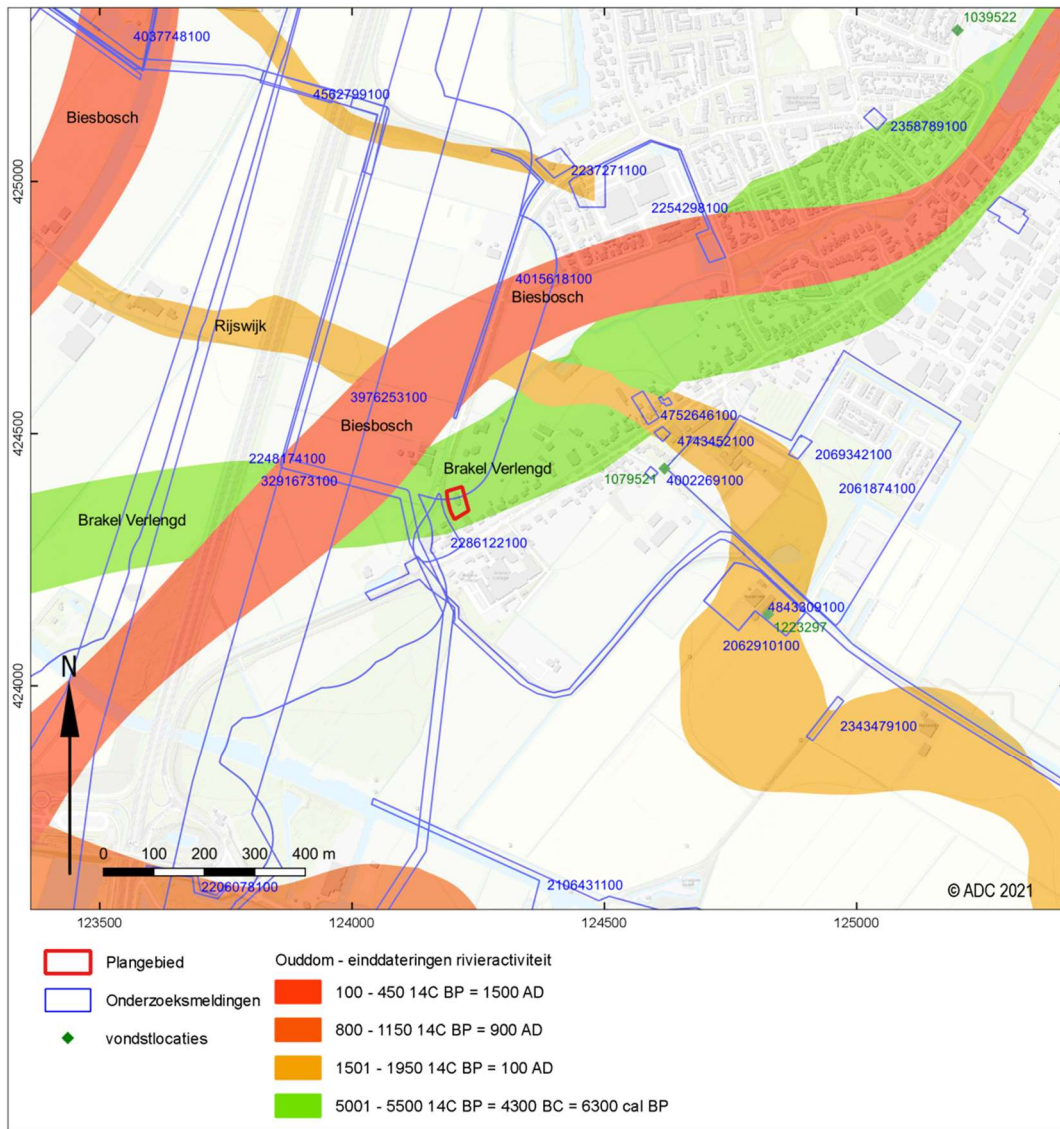 1039522
4037748100
4562799100
Biesbosch
2358789100
425000
2237271100
2254298100
4015618100
Biesbosch
Rijswijk
3976253100
4752646100
Biesbosch
4743452100
424500
2069342100
2248174100
Brakel Verlengd
3291673100
1079521
4002269100
2061874100
Brakel Verlengd
2286122100
4843309100
1223297
2062910100
N
424000
2343479100
0 100 200 300 400 m
2206078100
2106431100
© ADC 2021
123500 124000 124500 125000
Plangebied
Onderzoeksmeldingen
vondstlocaties
Ouddom - einddateringen rivieractiviteit
100 - 450 14C BP = 1500 AD
800 - 1150 14C BP = 900 AD
1501 - 1950 14C BP = 100 AD
5001 - 5500 14C BP = 4300 BC = 6300 cal BP